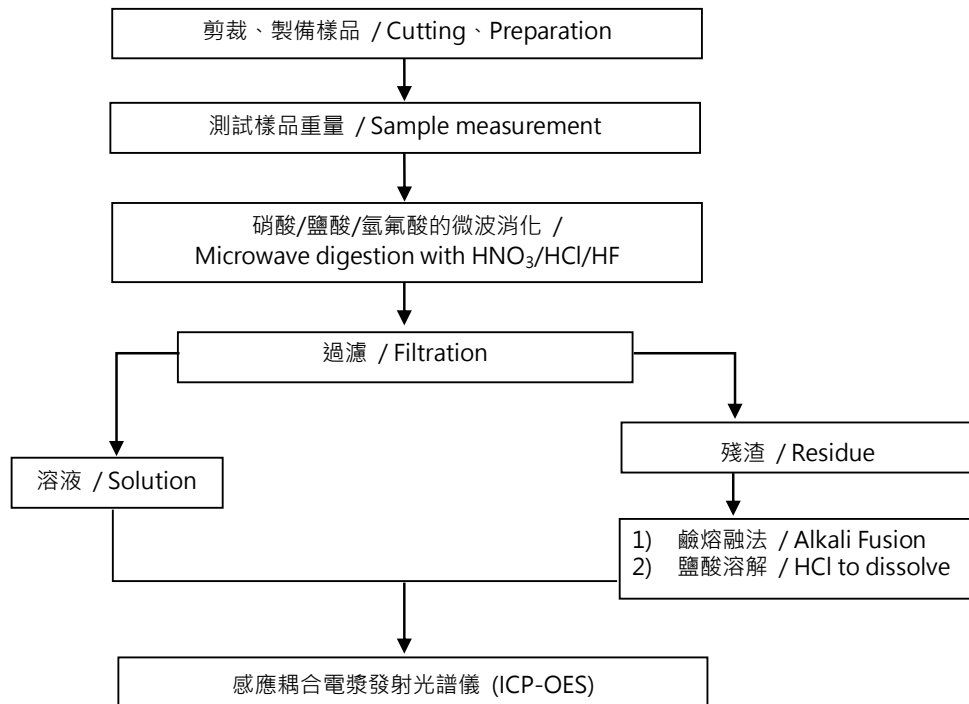 剪裁、製備樣品 / Cutting、Preparation
測試樣品重量 / Sample measurement
硝酸/鹽酸/氫氟酸的微波消化 /
Microwave digestion with HNO₃/HCl/HF
過濾 / Filtration
溶液 / Solution
殘渣 / Residue
1) 鹼熔融法 / Alkali Fusion
2) 鹽酸溶解 / HCl to dissolve
感應耦合電漿發射光譜儀 (ICP-OES)